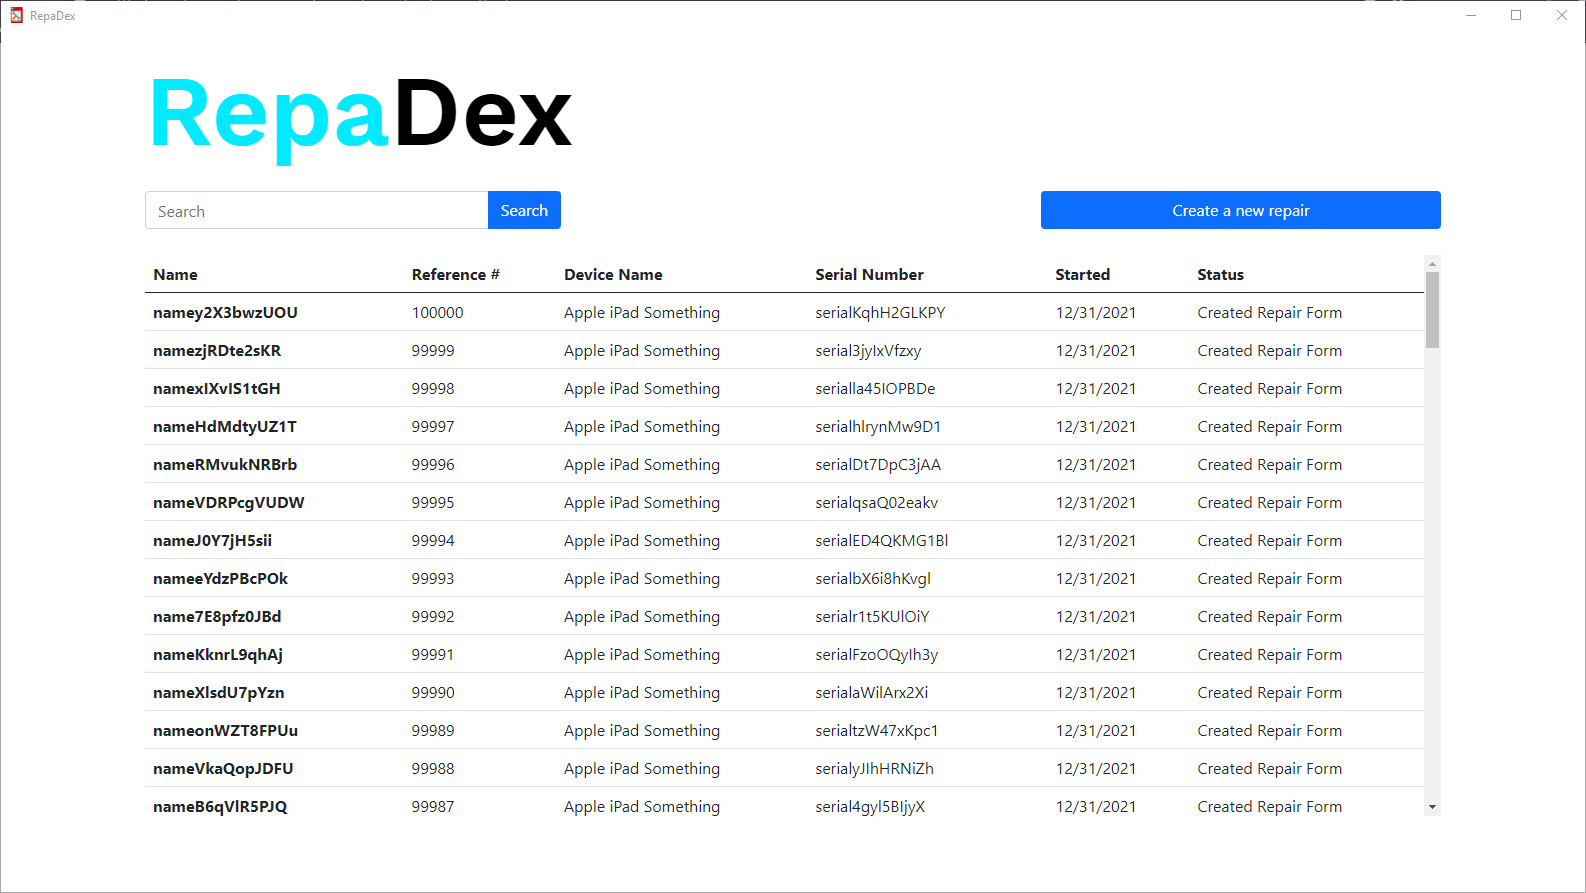 RepaDex
RepaDex
Search Search Create a new repair
Name Reference # Device Name Serial Number Started Status
namey2X3bwzUOU 100000 Apple iPad Something serialKqhH2GLKPY 12/31/2021 Created Repair Form
namezjRDte2sKR 99999 Apple iPad Something serial3jyIxVfzxy 12/31/2021 Created Repair Form
namexIXvIS1tGH 99998 Apple iPad Something serialla45IOPBDe 12/31/2021 Created Repair Form
nameHdMdtyUZ1T 99997 Apple iPad Something serialhlrynMw9D1 12/31/2021 Created Repair Form
nameRMvukNRBrb 99996 Apple iPad Something serialDt7DpC3jAA 12/31/2021 Created Repair Form
nameVDRPcgVUDW 99995 Apple iPad Something serialqsaQ02eakv 12/31/2021 Created Repair Form
nameJ0Y7jH5sii 99994 Apple iPad Something serialED4QKMG1Bl 12/31/2021 Created Repair Form
nameeYdzPBcPOk 99993 Apple iPad Something serialbX6i8hKvgl 12/31/2021 Created Repair Form
name7E8pfz0JBd 99992 Apple iPad Something serialr1t5KUlOiY 12/31/2021 Created Repair Form
nameKknrL9qhAj 99991 Apple iPad Something serialFzoOQyIh3y 12/31/2021 Created Repair Form
nameXlsdU7pYzn 99990 Apple iPad Something serialaWilArx2Xi 12/31/2021 Created Repair Form
nameonWZT8FPUu 99989 Apple iPad Something serialtzW47xKpc1 12/31/2021 Created Repair Form
nameVkaQopJDFU 99988 Apple iPad Something serialyJIhHRNiZh 12/31/2021 Created Repair Form
nameB6qVlR5PJQ 99987 Apple iPad Something serial4gyl5BIjyX 12/31/2021 Created Repair Form